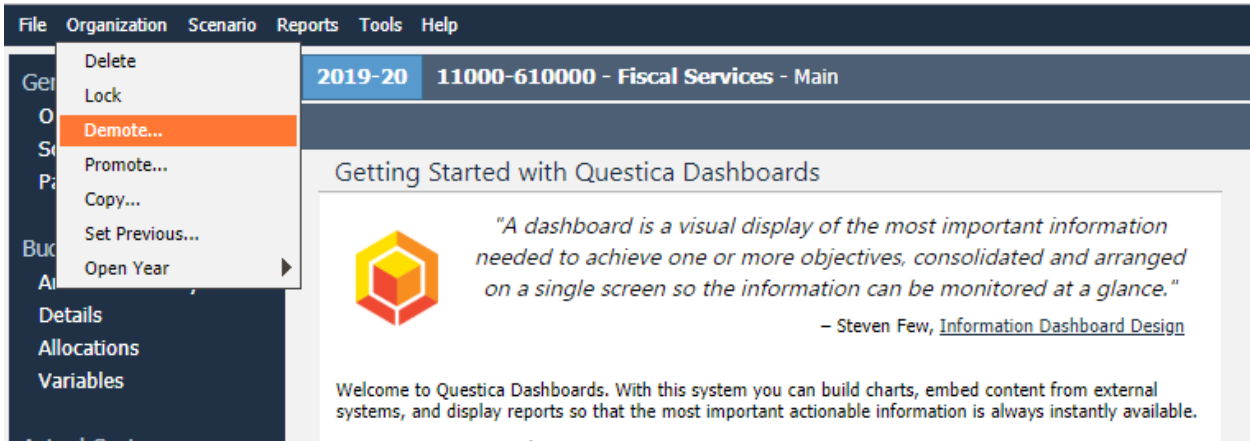 File Organization Scenario Reports Tools Help
Delete
Lock
Demote...
Promote...
Copy...
Set Previous...
Open Year
Details
Allocations
Variables
2019-20 11000-610000 - Fiscal Services - Main
Getting Started with Questica Dashboards
"A dashboard is a visual display of the most important information
needed to achieve one or more objectives, consolidated and arranged
on a single screen so the information can be monitored at a glance."
– Steven Few, Information Dashboard Design
Welcome to Questica Dashboards. With this system you can build charts, embed content from external
systems, and display reports so that the most important actionable information is always instantly available.